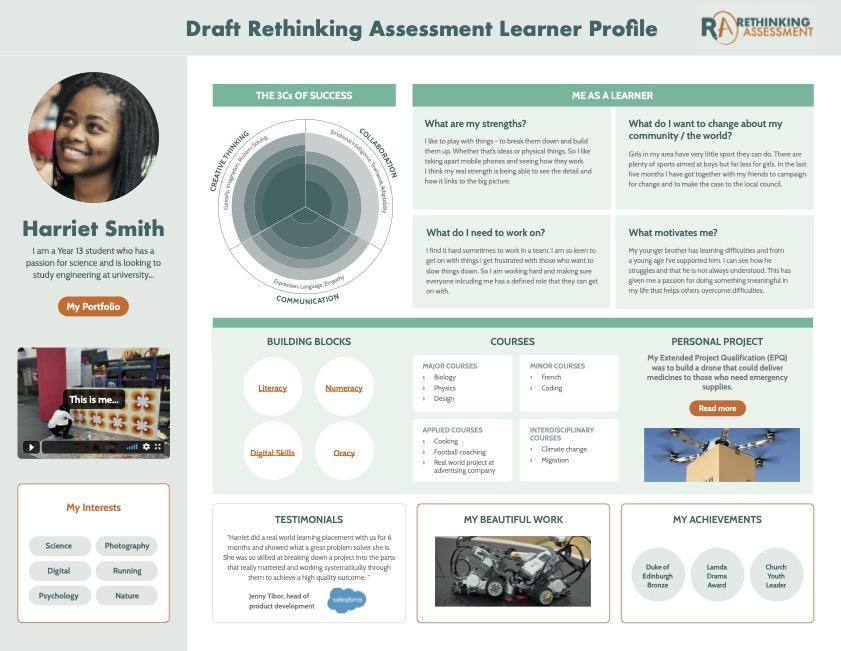 Draft Rethinking Assessment Learner Profile
RETHINKING
ASSESSMENT
Harriet Smith
I am a Year 13 student who has a
passion for science and is looking to
study engineering at university...
My Portfolio
This is me...
My Interests
Science
Photography
Digital
Running
Psychology
Nature
THE 3Cs OF SUCCESS
CREATIVE THINKING
Curiosity, Imagination, Problem Solving
COLLABORATION
Emotional Intelligence, Teamwork, Adaptability
Expression, Language, Empathy
COMMUNICATION
ME AS A LEARNER
What are my strengths?
I like to play with things – to break them down and build
them up. Whether that's ideas or physical things. So I like
taking apart mobile phones and seeing how they work.
I think my real strength is being able to see the detail and
how it links to the big picture.
What do I want to change about my
community / the world?
Girls in my area have very little sport they can do. There are
plenty of sports aimed at boys but far less for girls. In the last
five months I have got together with my friends to campaign
for change and to make the case to the local council.
What do I need to work on?
I find it hard sometimes to work in a team. I am so keen to
get on with things I get frustrated with those who want to
slow things down. So I am working hard and making sure
everyone inlcuding me has a defined role that they can get
on with.
What motivates me?
My younger brother has learning difficulties and from
a young age I've supported him. I can see how he
struggles and that he is not always understood. This has
given me a passion for doing something meaningful in
my life that helps others overcome difficulties.
BUILDING BLOCKS
Literacy
Numeracy
Digital Skills
Oracy
COURSES
MAJOR COURSES
› Biology
› Physics
› Design
MINOR COURSES
› French
› Coding
APPLIED COURSES
› Cooking
› Football coaching
› Real world project at
advertising company
INTERDISCIPLINARY
COURSES
› Climate change
› Migration
PERSONAL PROJECT
My Extended Project Qualification (EPQ)
was to build a drone that could deliver
medicines to those who need emergency
supplies.
Read more
TESTIMONIALS
"Harriet did a real world learning placement with us for 6
months and showed what a great problem solver she is.
She was so skilled at breaking down a project into the parts
that really mattered and working systematically through
them to achieve a high quality outcome. "
Jenny Tibor, head of
product development
salesforce
MY BEAUTIFUL WORK
MY ACHIEVEMENTS
Duke of
Edinburgh
Bronze
Lamda
Drama
Award
Church
Youth
Leader